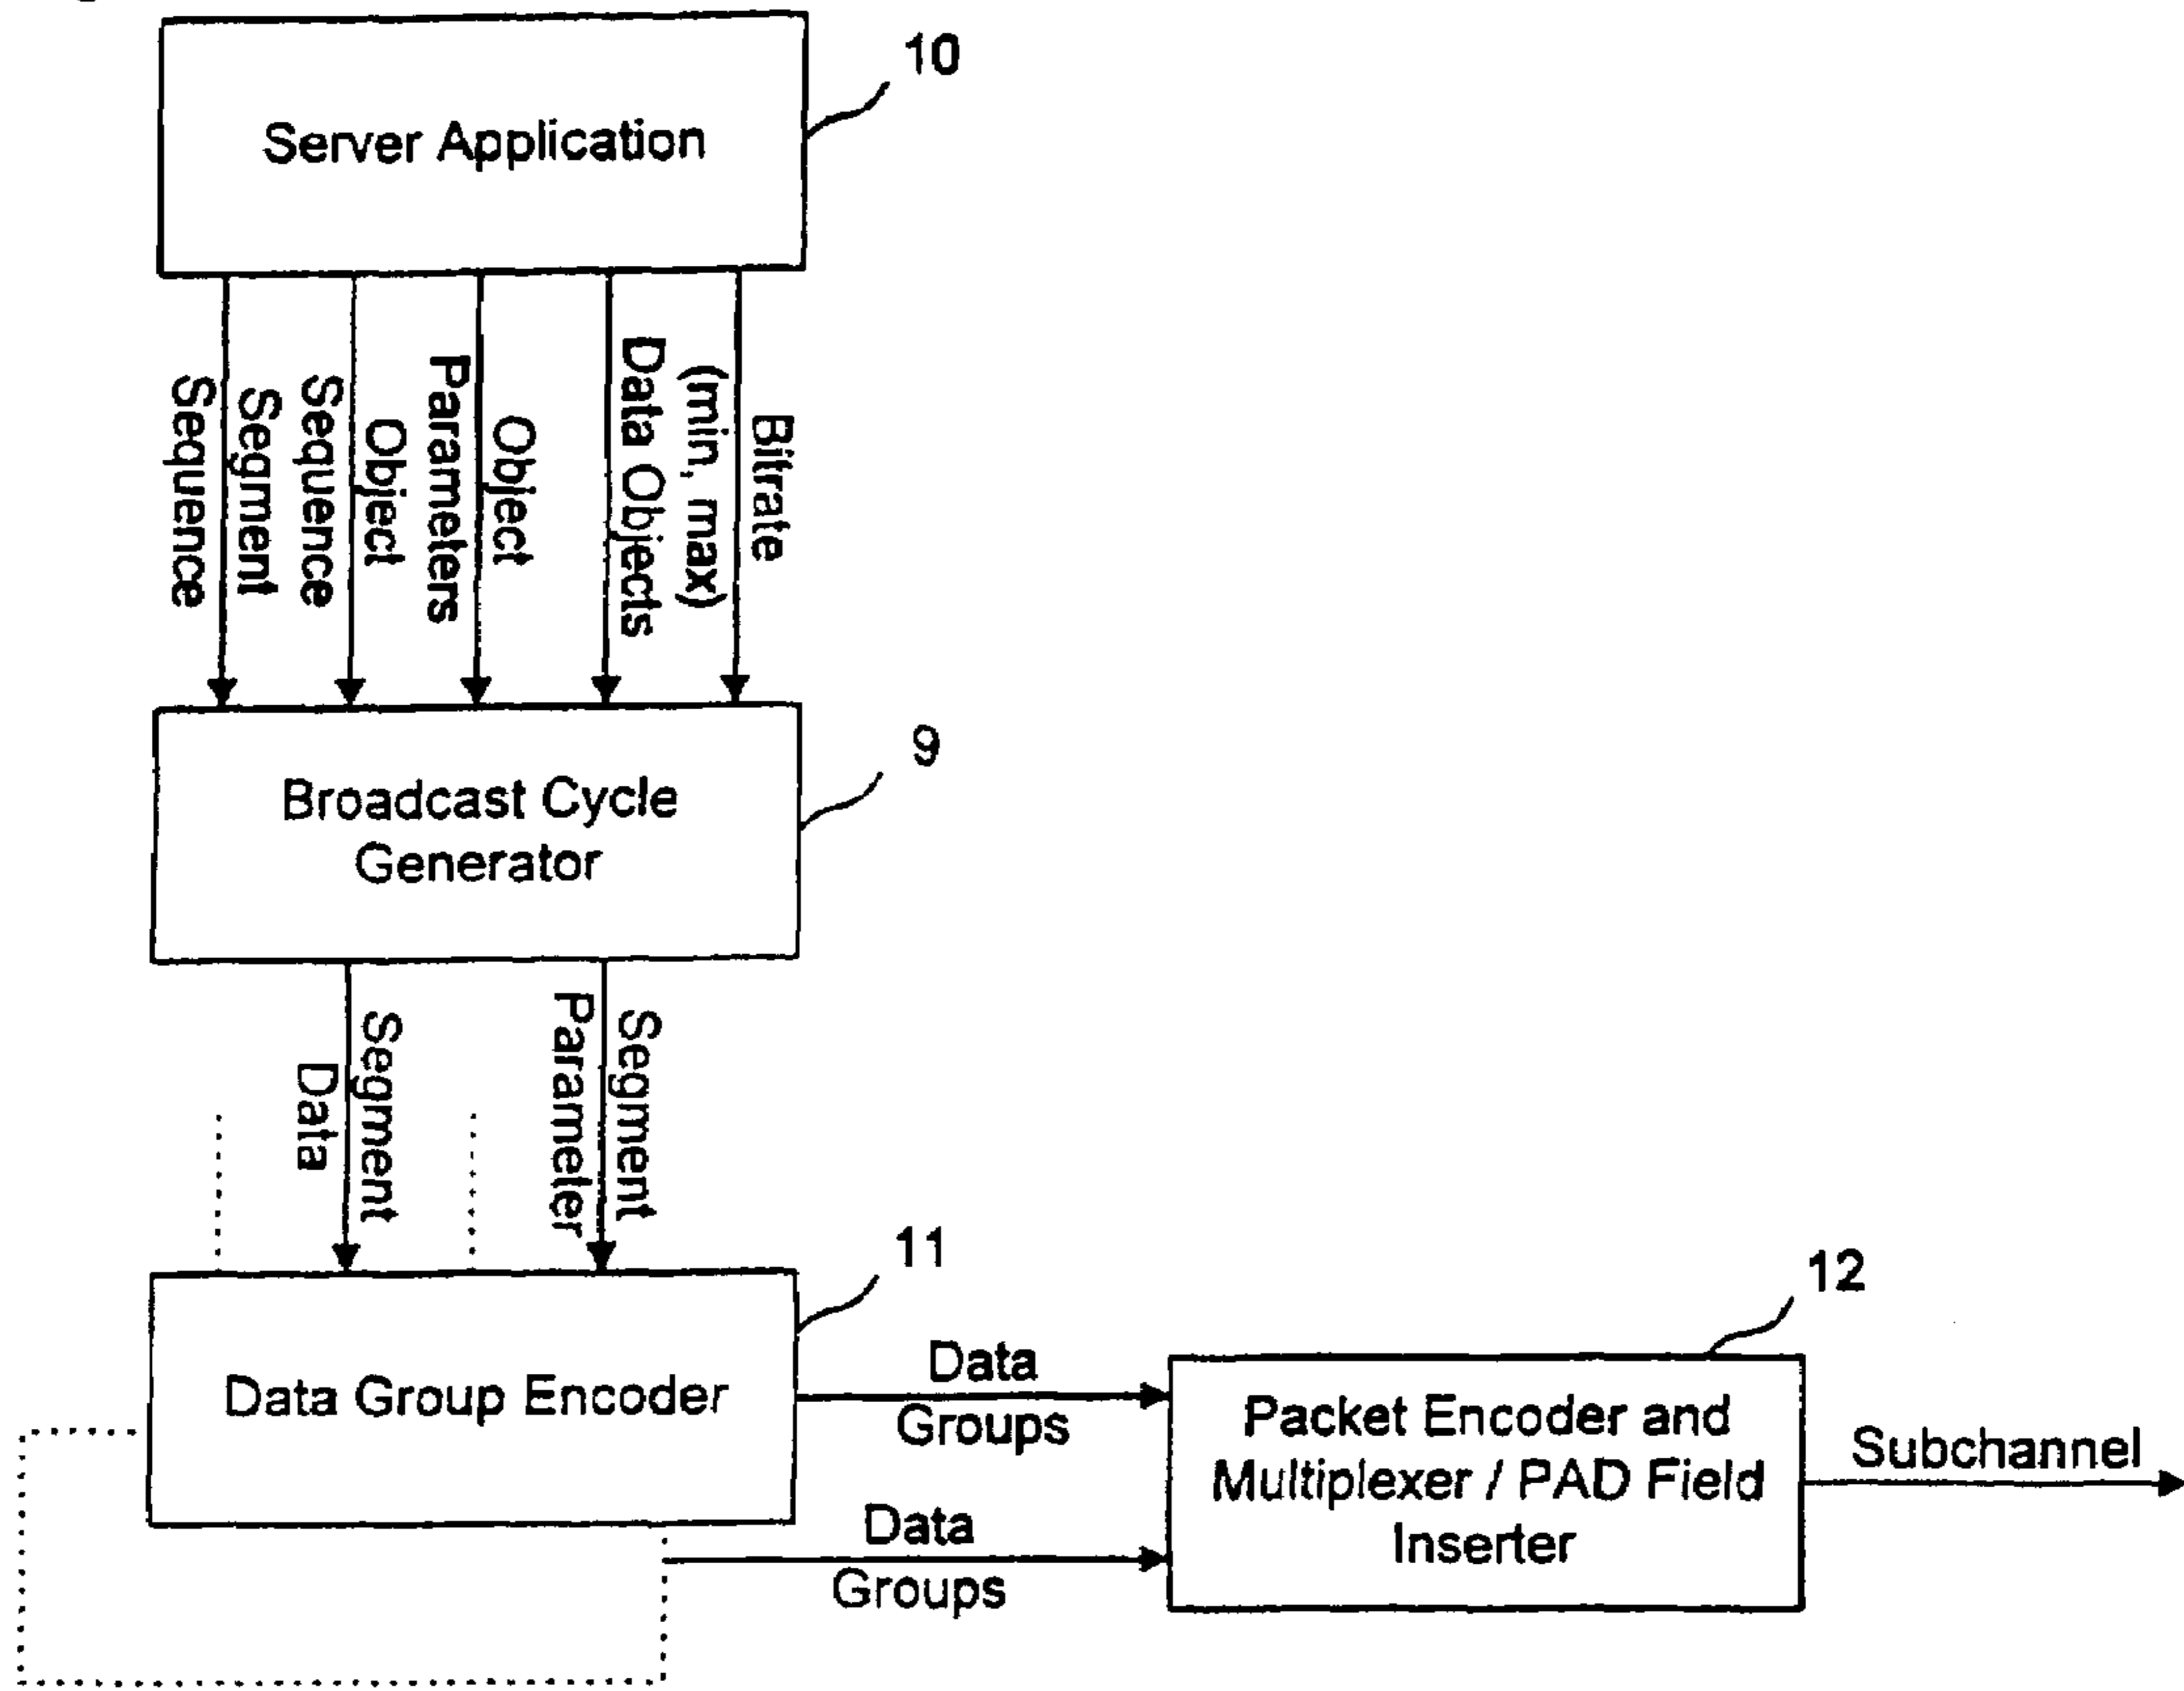 10
Server Application
Segment
Sequence
Object
Sequence
Object
Parameters
Data Objects
Bitrate
(min, max)
9
Broadcast Cycle
Generator
Segment
Data
Segment
Parameter
11
Data Group Encoder
Data
Groups
Data
Groups
12
Packet Encoder and
Multiplexer / PAD Field
Inserter
Subchannel